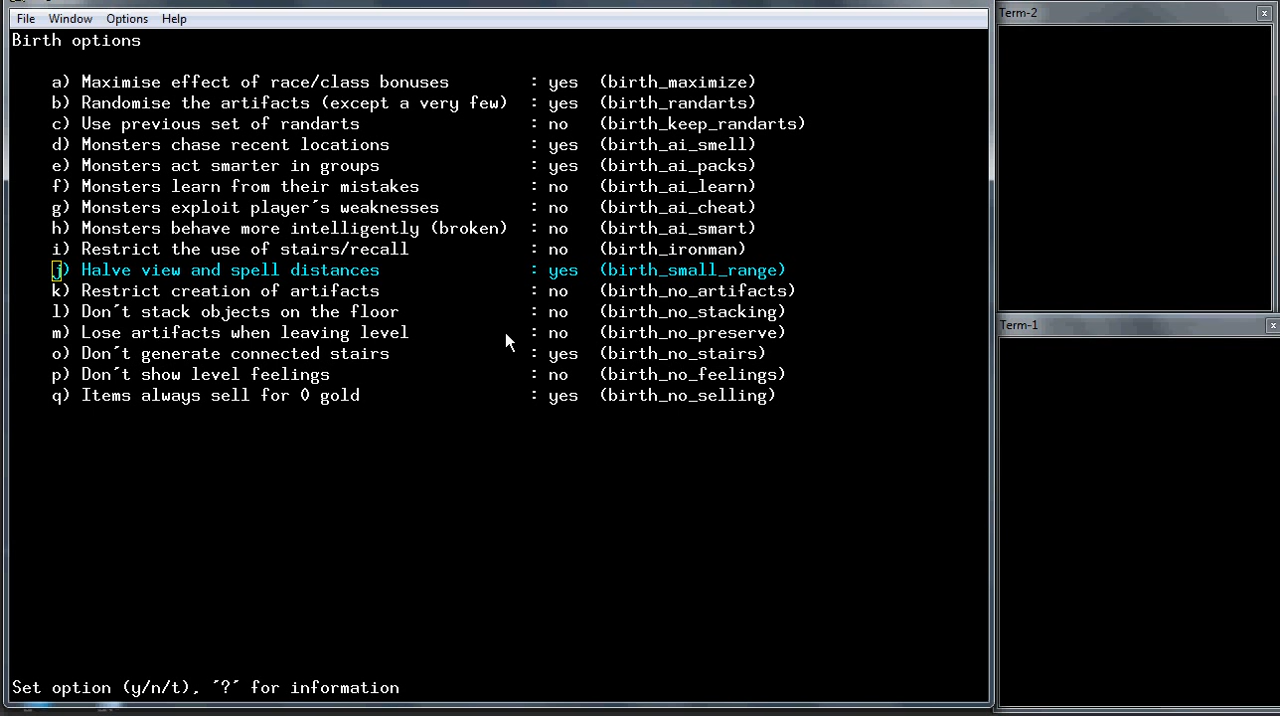 File Window Options Help
Birth options
a) Maximise effect of race/class bonuses : yes (birth_maximize)
b) Randomise the artifacts (except a very few) : yes (birth_randarts)
c) Use previous set of randarts : no (birth_keep_randarts)
d) Monsters chase recent locations : yes (birth_ai_smell)
e) Monsters act smarter in groups : yes (birth_ai_packs)
f) Monsters learn from their mistakes : no (birth_ai_learn)
g) Monsters exploit player´s weaknesses : no (birth_ai_cheat)
h) Monsters behave more intelligently (broken) : no (birth_ai_smart)
i) Restrict the use of stairs/recall : no (birth_ironman)
j) Halve view and spell distances : yes (birth_small_range)
k) Restrict creation of artifacts : no (birth_no_artifacts)
l) Don´t stack objects on the floor : no (birth_no_stacking)
m) Lose artifacts when leaving level : no (birth_no_preserve)
o) Don´t generate connected stairs : yes (birth_no_stairs)
p) Don´t show level feelings : no (birth_no_feelings)
q) Items always sell for 0 gold : yes (birth_no_selling)
Set option (y/n/t), ´?´ for information
Term-2
Term-1